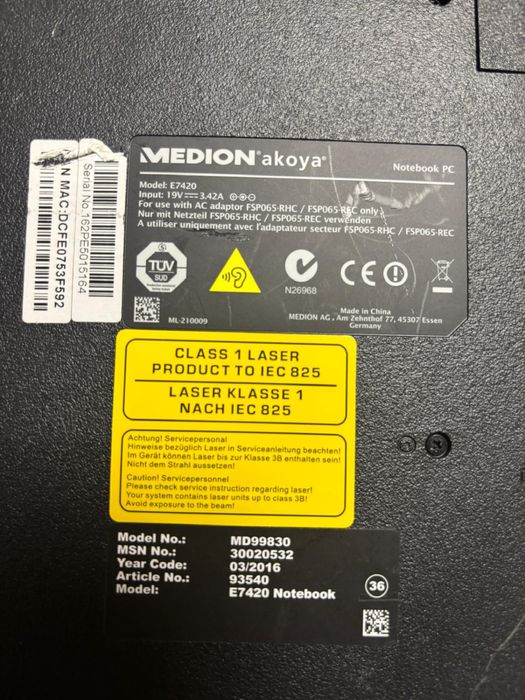 MEDION® akoya®
Notebook PC
Model: E7420
Input: 19V 3.42A
For use with AC adaptor FSP065-RHC / FSP065-REC only
Nur mit Netzteil FSP065-RHC / FSP065-REC verwenden
A utiliser uniquement avec l'adaptateur secteur FSP065-RHC / FSP065-REC
TÜV
SÜD
N26968
CE
ML-210009
Made in China
MEDION AG, Am Zehnthof 77, 45307 Essen
Germany
N MAC:DCFE0753F592
Serial No.:162PE5015164
CLASS 1 LASER
PRODUCT TO IEC 825
LASER KLASSE 1
NACH IEC 825
Achtung! Servicepersonal
Hinweise bezüglich Laser in Serviceanleitung beachten!
Im Gerät können Laser bis zur Klasse 3B enthalten sein!
Nicht dem Strahl aussetzen!
Caution! Servicepersonnel
Please check service instruction regarding laser!
Your system contains laser units up to class 3B!
Avoid exposure to the beam!
Model No.: MD99830
MSN No.: 30020532
Year Code: 03/2016
Article No.: 93540
Model: E7420 Notebook
36